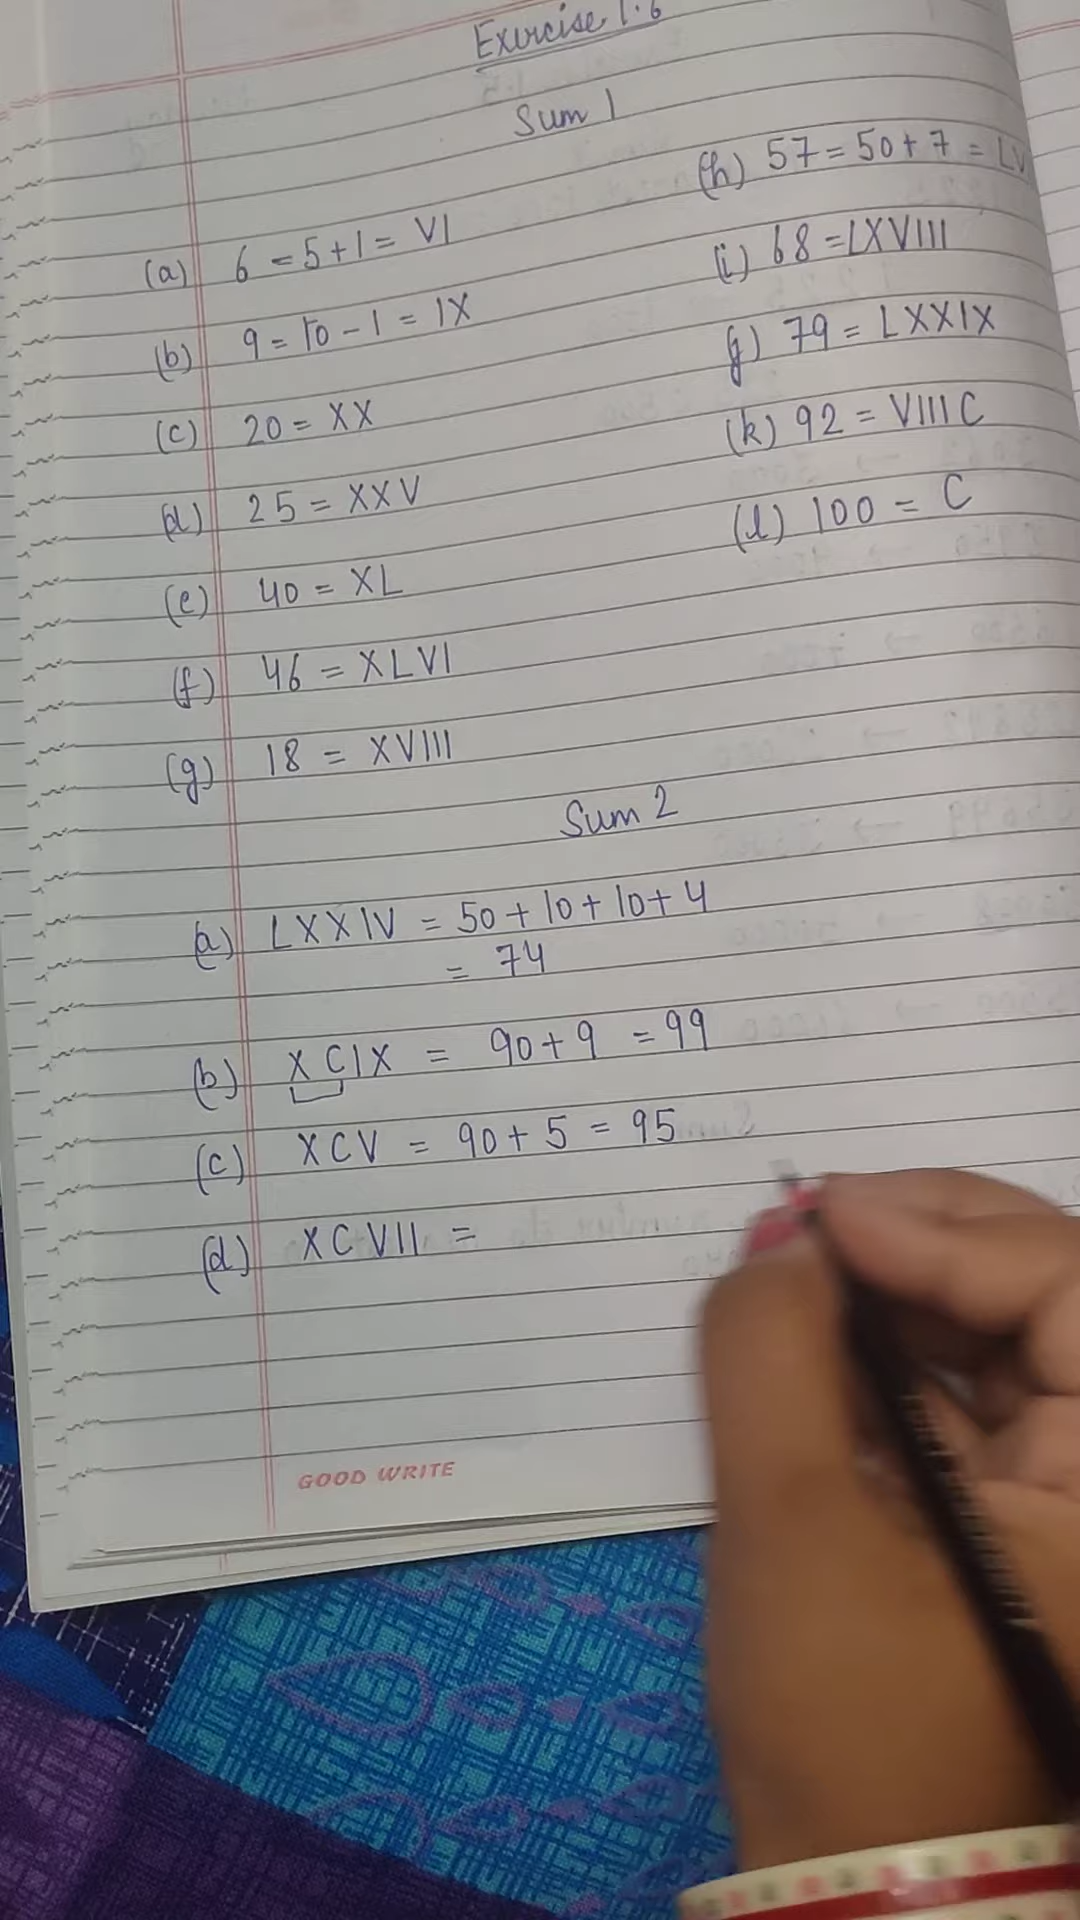 Exercise 1.6
Sum 1
(a) 6 = 5 + 1 = VI
(b) 9 = 10 - 1 = IX
(c) 20 = XX
(d) 25 = XXV
(e) 40 = XL
(f) 46 = XLVI
(g) 18 = XVIII
(h) 57 = 50 + 7 = LV
(i) 68 = LXVIII
(j) 79 = LXXIX
(k) 92 = VIIIC
(l) 100 = C
Sum 2
(a) LXXIV = 50 + 10 + 10 + 4
= 74
(b) XCIX = 90 + 9 = 99
(c) XCV = 90 + 5 = 95
(d) XCVII =
GOOD WRITE